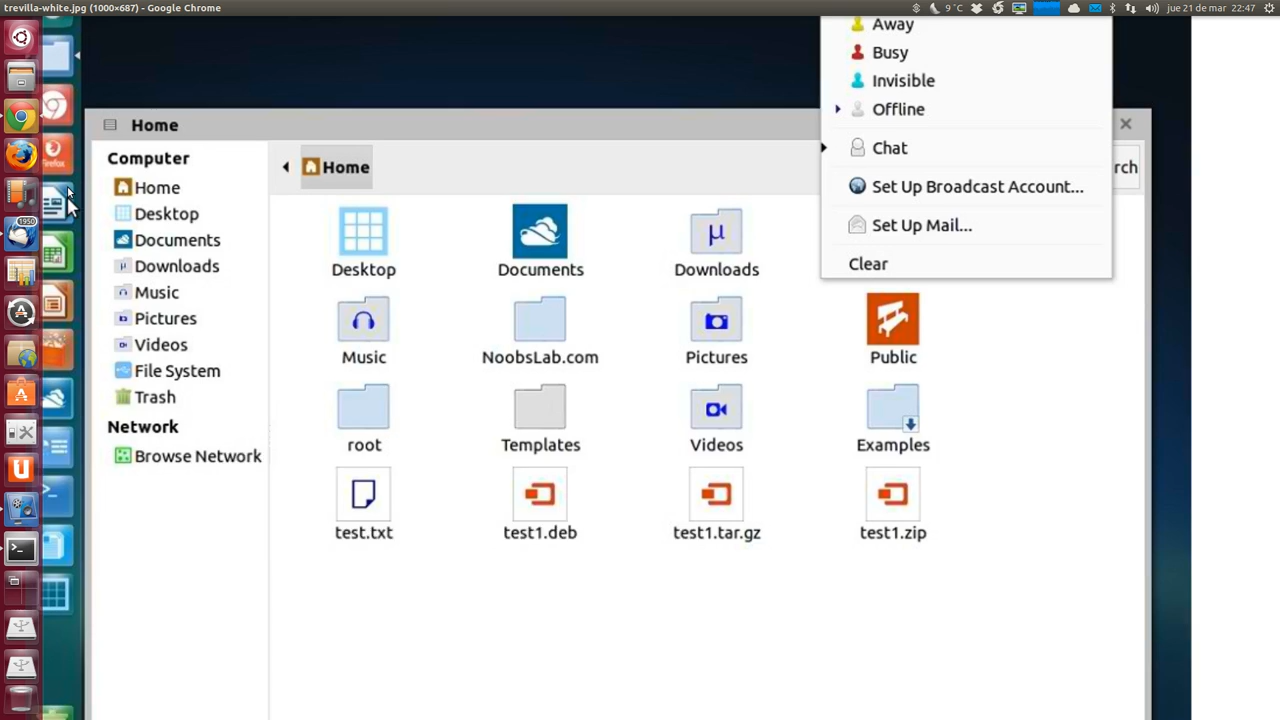 trevilla-white.jpg (1000×687) - Google Chrome
9 °C
jue 21 de mar 22:47
Away
Busy
Invisible
Offline
Chat
Set Up Broadcast Account...
Set Up Mail...
Clear
Home
Computer
Home
Desktop
Documents
Downloads
Music
Pictures
Videos
File System
Trash
Network
Browse Network
Home
rch
Desktop
Documents
Downloads
Music
NoobsLab.com
Pictures
Public
root
Templates
Videos
Examples
test.txt
test1.deb
test1.tar.gz
test1.zip
Firefox
1950